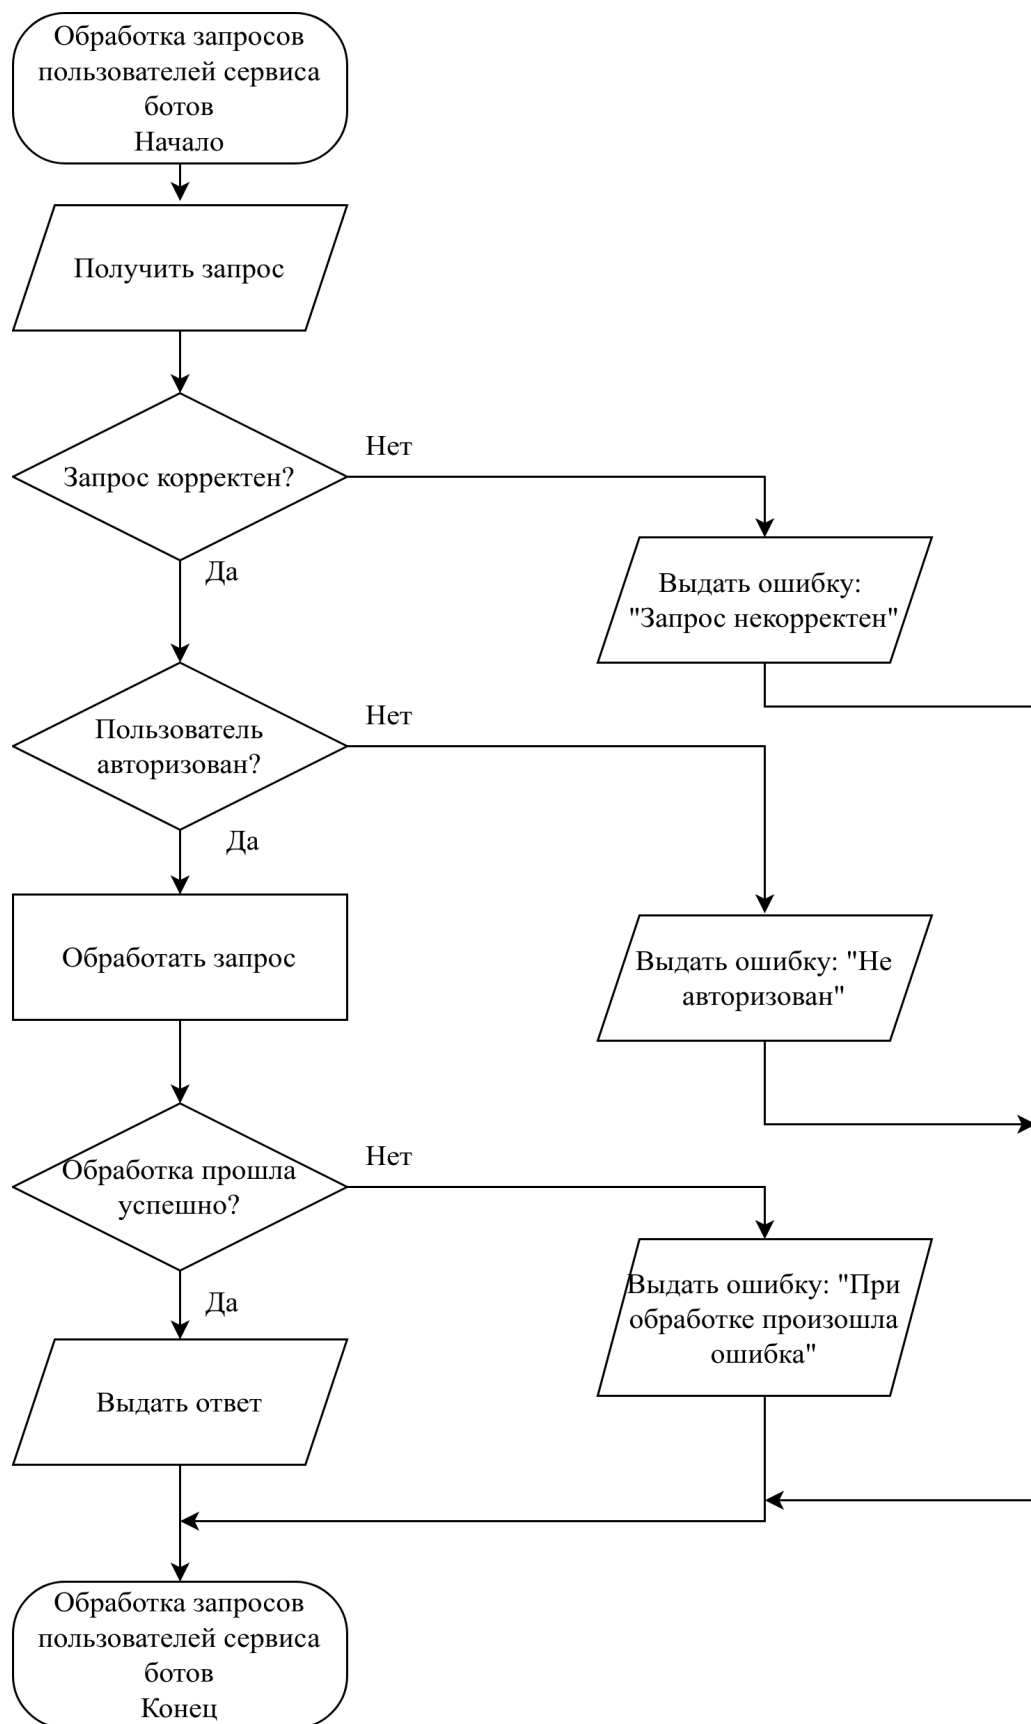 Обработка запросов
пользователей сервиса
ботов
Начало
Получить запрос
Запрос корректен?
Нет
Да
Выдать ошибку:
"Запрос некорректен"
Пользователь
авторизован?
Нет
Да
Обработать запрос
Выдать ошибку: "Не
авторизован"
Обработка прошла
успешно?
Нет
Да
Выдать ошибку: "При
обработке произошла
ошибка"
Выдать ответ
Обработка запросов
пользователей сервиса
ботов
Конец